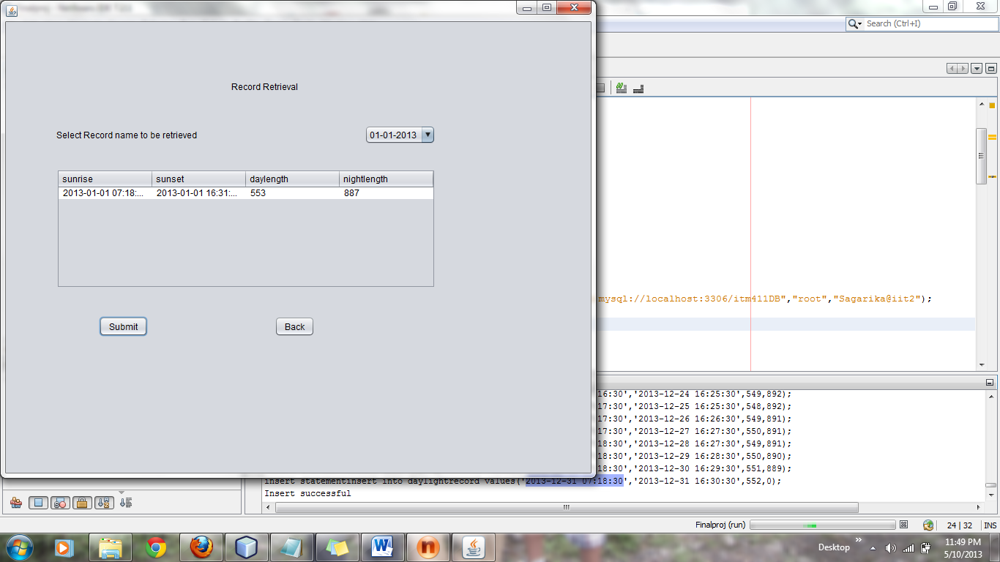 Search (Ctrl+I)
Record Retrieval
Select Record name to be retrieved
01-01-2013
sunrise sunset daylength nightlength
2013-01-01 07:18:... 2013-01-01 16:31:... 553 887
mysql://localhost:3306/itm411DB","root","Sagarika@iit2");
Submit Back
16:30','2013-12-24 16:25:30',549,892);
17:30','2013-12-25 16:25:30',548,892);
17:30','2013-12-26 16:26:30',549,891);
17:30','2013-12-27 16:27:30',550,891);
18:30','2013-12-28 16:27:30',549,891);
18:30','2013-12-29 16:28:30',550,890);
18:30','2013-12-30 16:29:30',551,889);
insert statementinsert into daylightrecord values('2013-12-31 07:18:30','2013-12-31 16:30:30',552,0);
Insert successful
Finalproj (run) 24 | 32 INS
Desktop
11:49 PM
5/10/2013